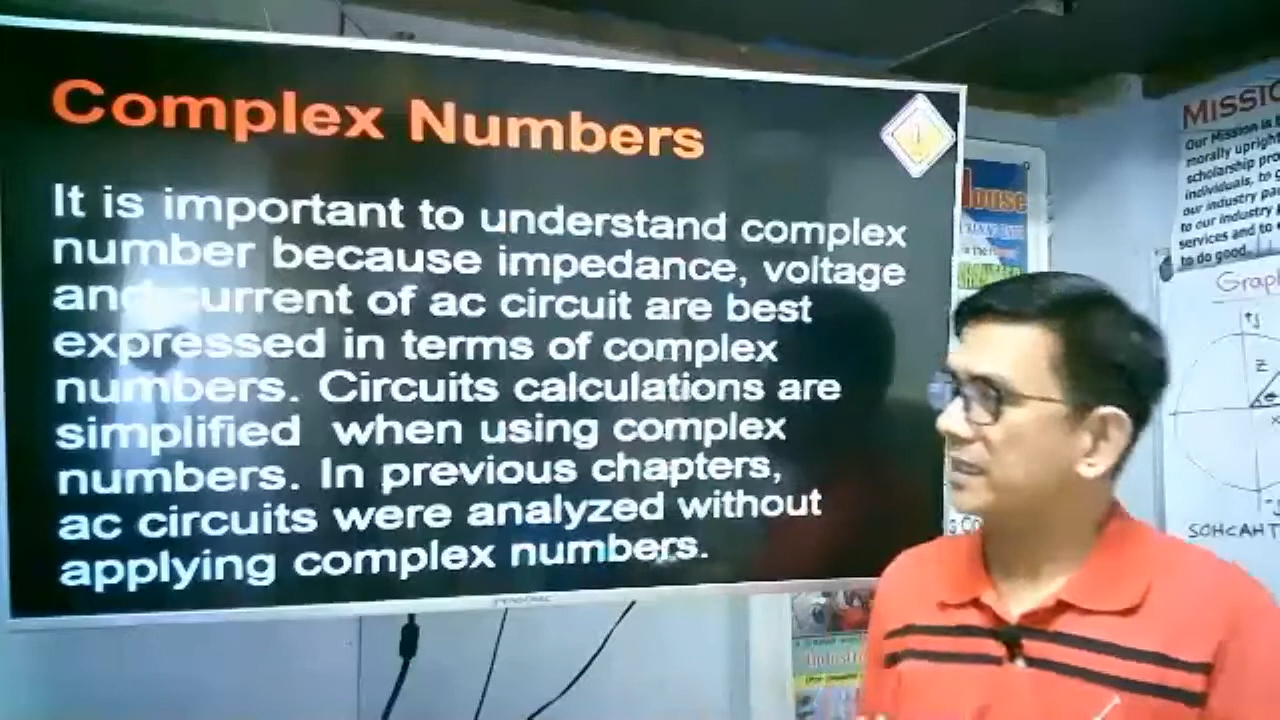 Complex Numbers
It is important to understand complex
number because impedance, voltage
and current of ac circuit are best
expressed in terms of complex
numbers. Circuits calculations are
simplified when using complex
numbers. In previous chapters,
ac circuits were analyzed without
applying complex numbers.
MISSIO
Our Mission is
morally upright
scholarship pro
individuals, to
our industry
to our industry
services and to
to do good.
House
Graph
+j
Z
θ
X
SOHCAHT